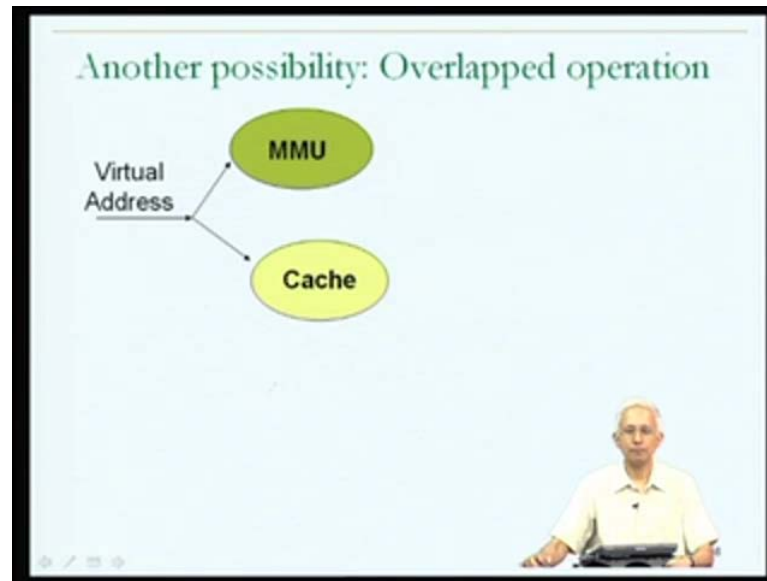 Another possibility: Overlapped operation
MMU
Virtual
Address
Cache